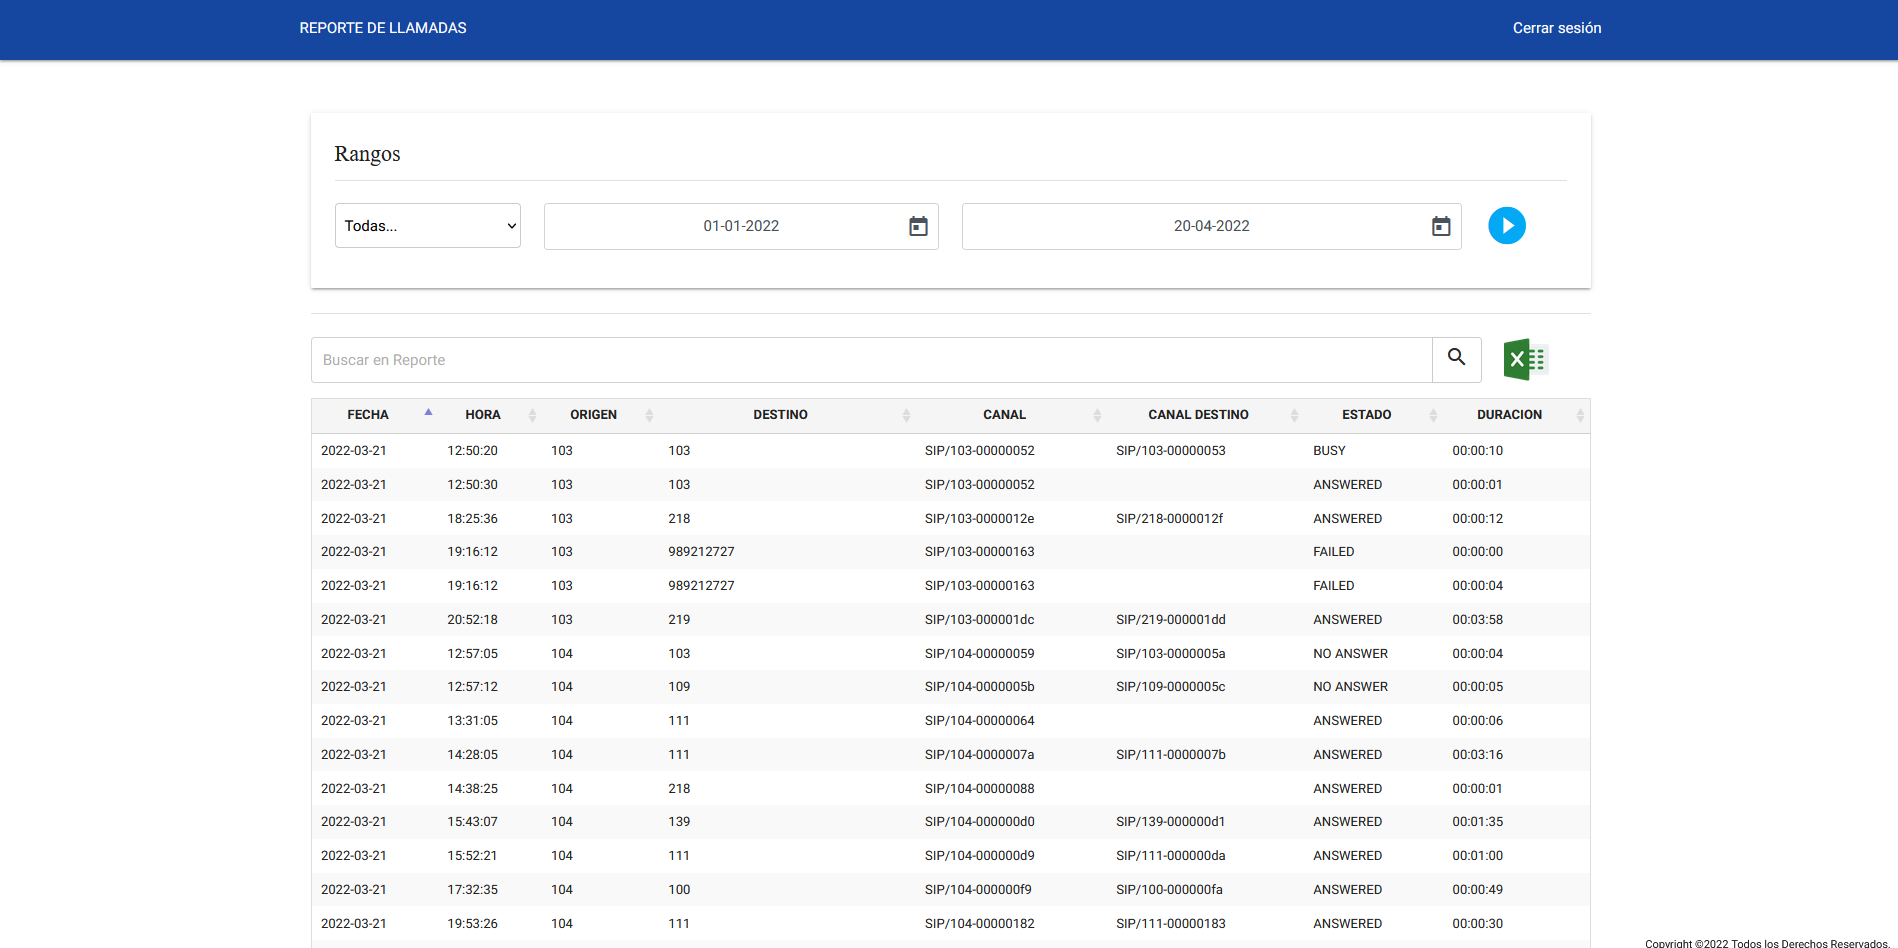 REPORTE DE LLAMADAS Cerrar sesión
Rangos
Todas... 01-01-2022 20-04-2022
Buscar en Reporte
FECHA HORA ORIGEN DESTINO CANAL CANAL DESTINO ESTADO DURACION
2022-03-21 12:50:20 103 103 SIP/103-00000052 SIP/103-00000053 BUSY 00:00:10
2022-03-21 12:50:30 103 103 SIP/103-00000052 ANSWERED 00:00:01
2022-03-21 18:25:36 103 218 SIP/103-0000012e SIP/218-0000012f ANSWERED 00:00:12
2022-03-21 19:16:12 103 989212727 SIP/103-00000163 FAILED 00:00:00
2022-03-21 19:16:12 103 989212727 SIP/103-00000163 FAILED 00:00:04
2022-03-21 20:52:18 103 219 SIP/103-000001dc SIP/219-000001dd ANSWERED 00:03:58
2022-03-21 12:57:05 104 103 SIP/104-00000059 SIP/103-0000005a NO ANSWER 00:00:04
2022-03-21 12:57:12 104 109 SIP/104-0000005b SIP/109-0000005c NO ANSWER 00:00:05
2022-03-21 13:31:05 104 111 SIP/104-00000064 ANSWERED 00:00:06
2022-03-21 14:28:05 104 111 SIP/104-0000007a SIP/111-0000007b ANSWERED 00:03:16
2022-03-21 14:38:25 104 218 SIP/104-00000088 ANSWERED 00:00:01
2022-03-21 15:43:07 104 139 SIP/104-000000d0 SIP/139-000000d1 ANSWERED 00:01:35
2022-03-21 15:52:21 104 111 SIP/104-000000d9 SIP/111-000000da ANSWERED 00:01:00
2022-03-21 17:32:35 104 100 SIP/104-000000f9 SIP/100-000000fa ANSWERED 00:00:49
2022-03-21 19:53:26 104 111 SIP/104-00000182 SIP/111-00000183 ANSWERED 00:00:30
Copyright ©2022 Todos los Derechos Reservados.